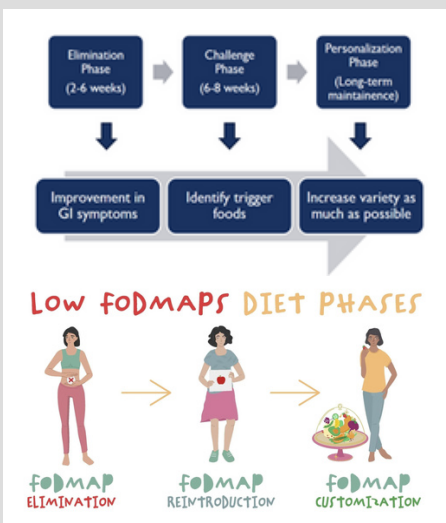 Elimination
Phase
(2-6 weeks)
Challenge
Phase
(6-8 weeks)
Personalization
Phase
(Long-term
maintainence)
Improvement in
GI symptoms
Identify trigger
foods
Increase variety as
much as possible
LOW FODMAPS DIET PHASES
FODMAP
ELIMINATION
FODMAP
REINTRODUCTION
FODMAP
CUSTOMIZATION